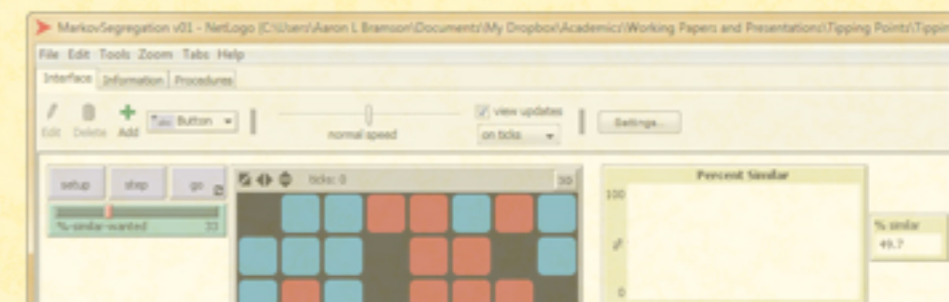 MarkovSegregation v01 - NetLogo {C:\Users\Aaron L Bramson\Documents\My Dropbox\Academics\Working Papers and Presentations\Tipping Points\Tippi
File Edit Tools Zoom Tabs Help
Interface Information Procedures
Edit Delete Add
Button
normal speed
view updates
on ticks
Settings...
setup step go
ticks: 0 3D
%-similar-wanted 33
Percent Similar
100
%
0
% similar
49.7